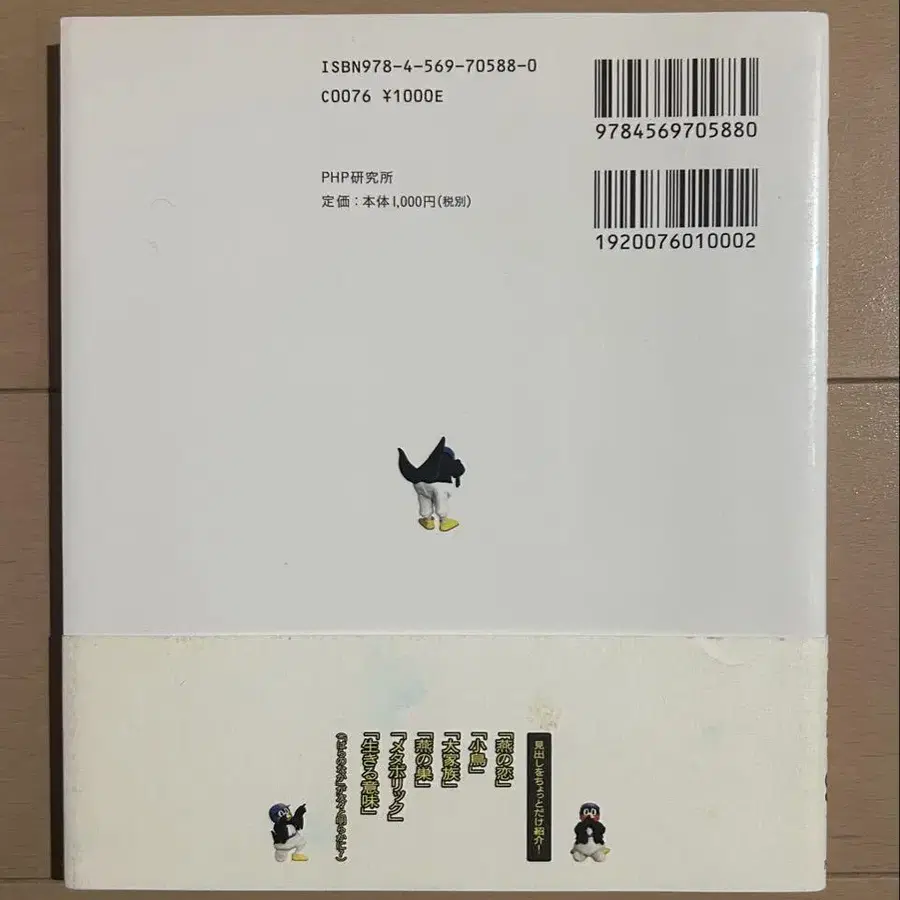 ISBN978-4-569-70588-0
C0076 ¥1000E
9784569705880
PHP研究所
定価：本体1,000円(税別)
1920076010002
見出しをちょっとだけ紹介！
「燕の恋」
「小鳥」
「大家族」
「燕の巣」
「メタボリック」
「生きる意味」